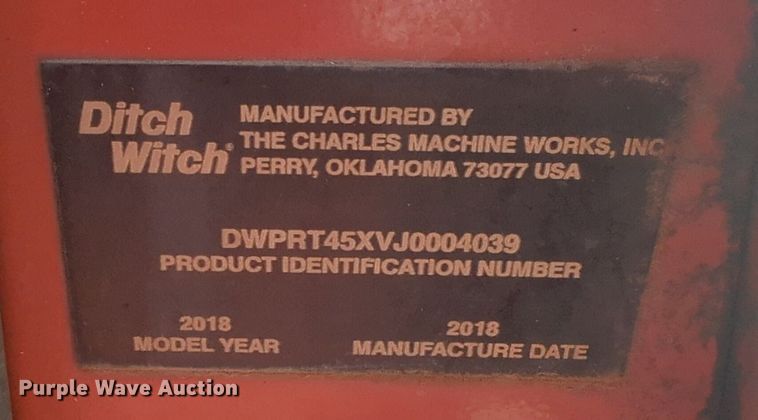 Ditch
Witch®
MANUFACTURED BY
THE CHARLES MACHINE WORKS, INC
PERRY, OKLAHOMA 73077 USA
DWPRT45XVJ0004039
PRODUCT IDENTIFICATION NUMBER
2018
MODEL YEAR
2018
MANUFACTURE DATE
Purple Wave Auction